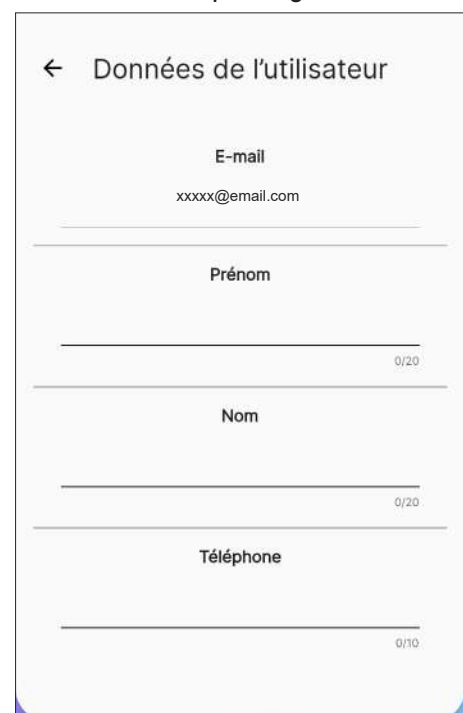 ← Données de l'utilisateur
E-mail
xxxxx@email.com
Prénom
0/20
Nom
0/20
Téléphone
0/10